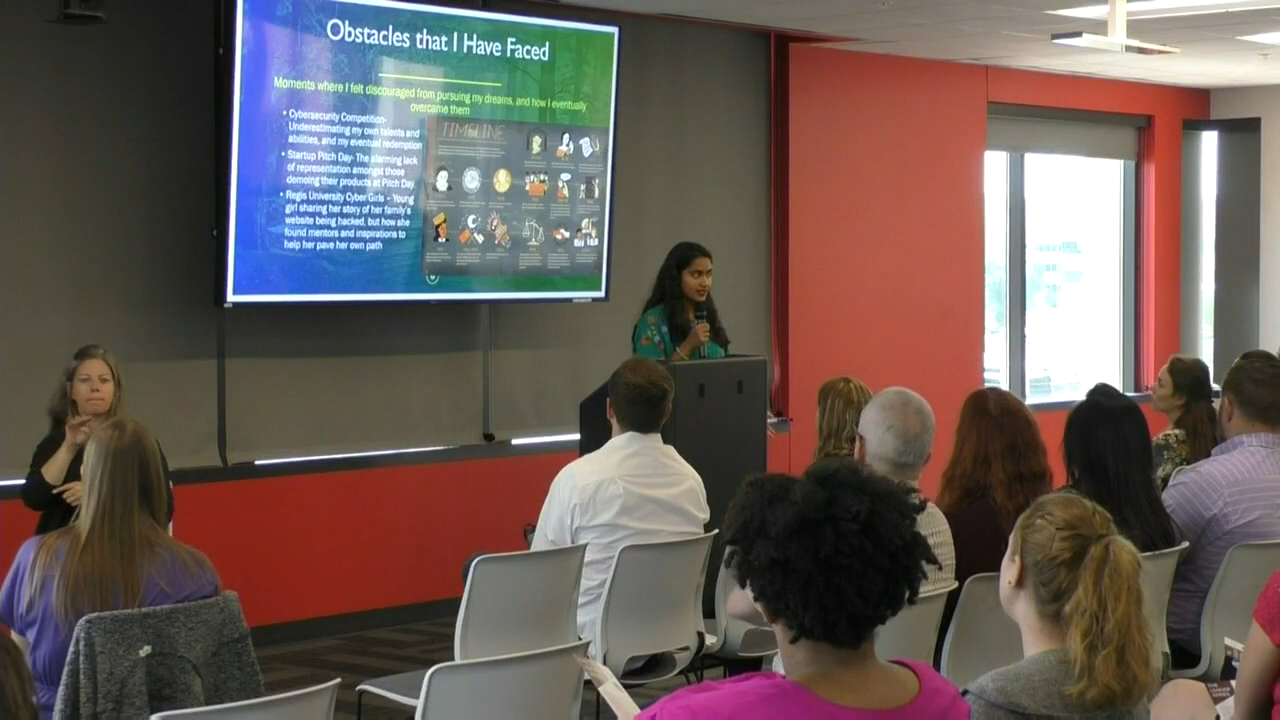 Obstacles that I Have Faced
Moments where I felt discouraged from pursuing my dreams, and how I eventually
overcame them
• Cybersecurity Competition-
Underestimating my own talents and
abilities, and my eventual redemption
• Startup Pitch Day- The alarming lack
of representation amongst those
demoing their products at Pitch Day
• Regis University Cyber Girls – Young
girl sharing her story of her family's
website being hacked, but how she
found mentors and inspirations to
help her pave her own path
TIMELINE